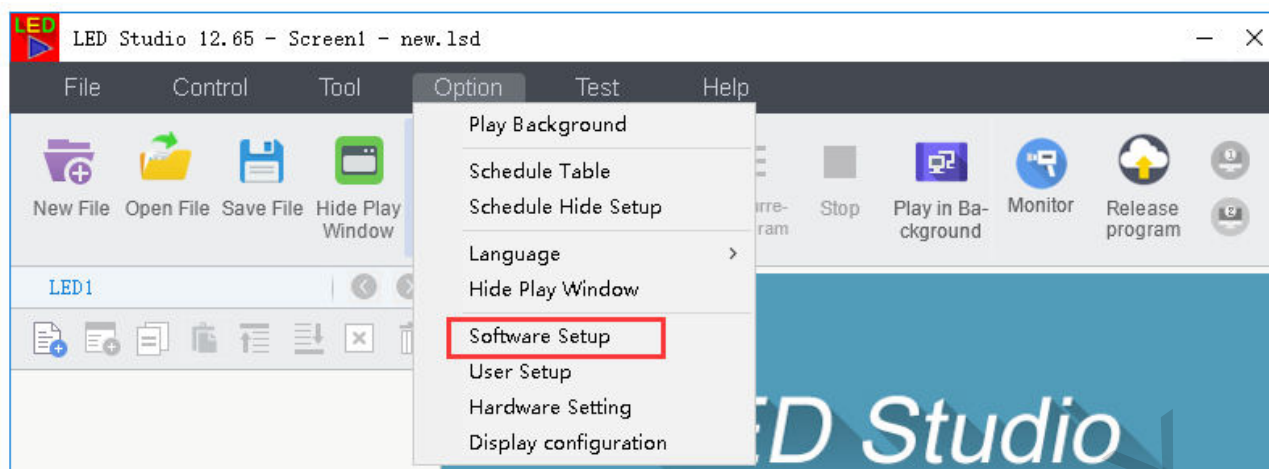 LED
LED Studio 12.65 - Screen1 - new.lsd
File Control Tool Option Test Help
New File
Open File
Save File
Hide Play
Window
Stop
Play in Ba-
ckground
Monitor
Release
program
1
2
LED1
Play Background
Schedule Table
Schedule Hide Setup
Language
Hide Play Window
Software Setup
User Setup
Hardware Setting
Display configuration
Studio